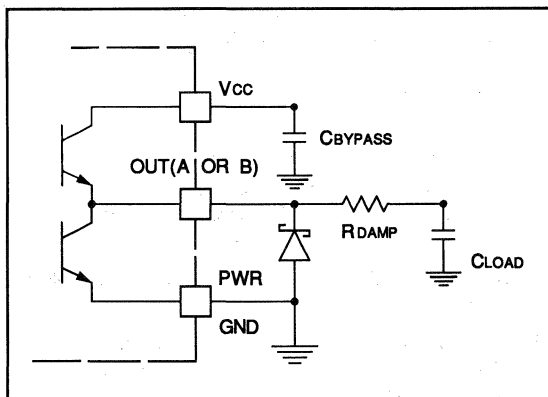 VCC
CBYPASS
OUT(A OR B)
RDAMP
PWR
CLOAD
GND